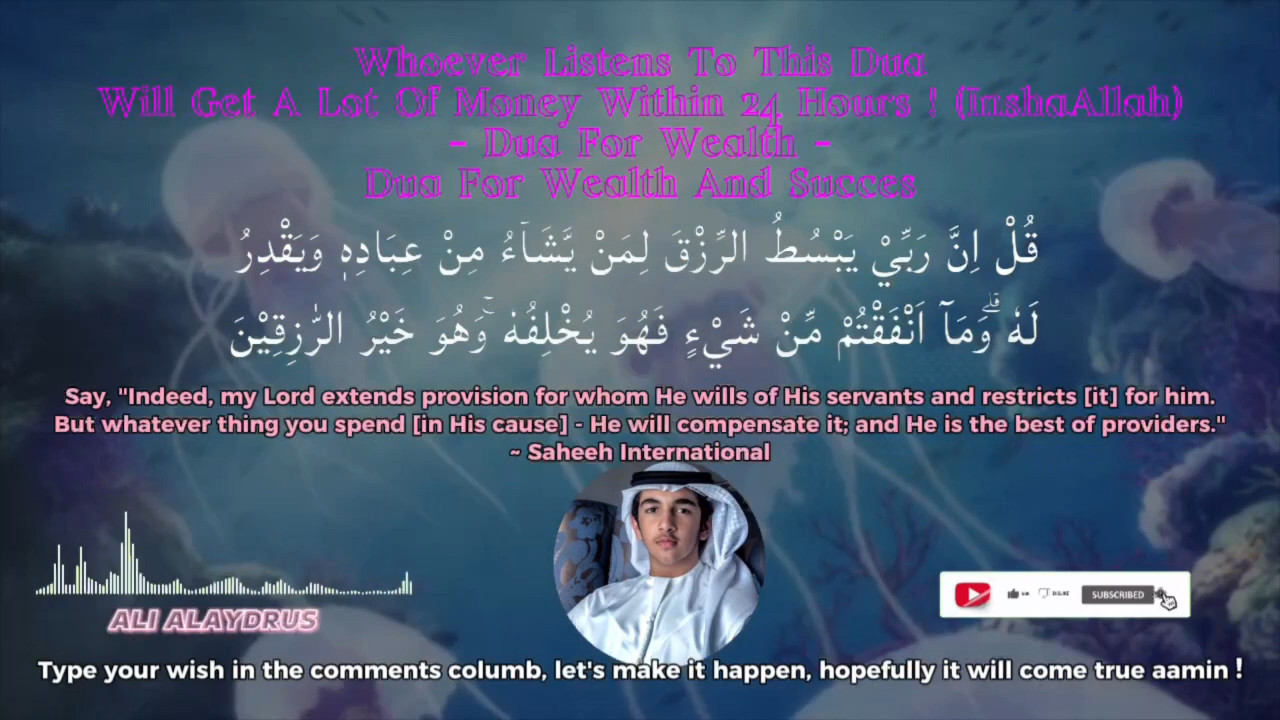 Whoever Listens To This Dua
Will Get A Lot Of Money Within 24 Hours ! (InshaAllah)
- Dua For Wealth -
Dua For Wealth And Succes
قُلْ اِنَّ رَبِّيْ يَبْسُطُ الرِّزْقَ لِمَنْ يَّشَاۤءُ مِنْ عِبَادِهٖ وَيَقْدِرُ
لَهٗ ۗوَمَآ اَنْفَقْتُمْ مِّنْ شَيْءٍ فَهُوَ يُخْلِفُهٗ ۚوَهُوَ خَيْرُ الرّٰزِقِيْنَ
Say, "Indeed, my Lord extends provision for whom He wills of His servants and restricts [it] for him.
But whatever thing you spend [in His cause] - He will compensate it; and He is the best of providers."
~ Saheeh International
ALI ALAYDRUS
DISLIKE SUBSCRIBED
Type your wish in the comments columb, let's make it happen, hopefully it will come true aamin !